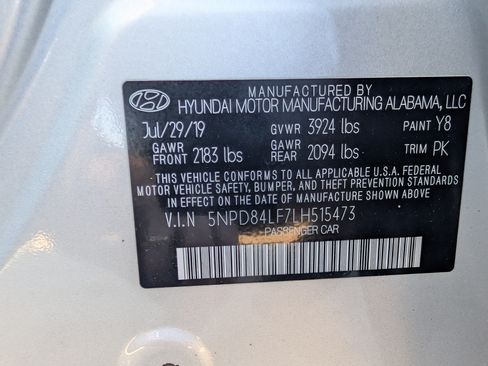 MANUFACTURED BY
HYUNDAI MOTOR MANUFACTURING ALABAMA, LLC
Jul/29/19 GVWR 3924 lbs PAINT Y8
GAWR FRONT 2183 lbs GAWR REAR 2094 lbs TRIM PK
THIS VEHICLE CONFORMS TO ALL APPLICABLE U.S.A. FEDERAL
MOTOR VEHICLE SAFETY, BUMPER, AND THEFT PREVENTION STANDARDS
IN EFFECT ON THE DATE OF MANUFACTURE SHOWN ABOVE
V.I.N 5NPD84LF7LH515473
PASSENGER CAR